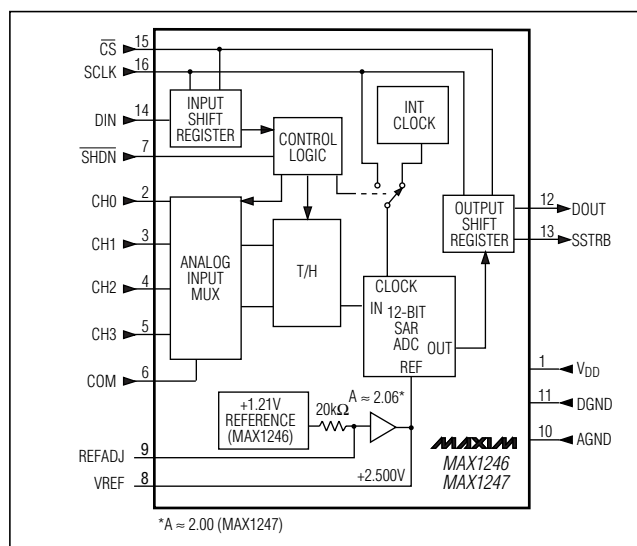 CS 15
SCLK 16
INT
CLOCK
INPUT
SHIFT
REGISTER
DIN 14
CONTROL
LOGIC
SHDN 7
CH0 2
OUTPUT
SHIFT
REGISTER
12 DOUT
13 SSTRB
CH1 3
ANALOG
INPUT
MUX
T/H
CH2 4
CLOCK
IN 12-BIT
SAR
ADC
OUT
REF
CH3 5
COM 6
1 VDD
+1.21V
REFERENCE
(MAX1246)
20kΩ
A ≈ 2.06*
11 DGND
10 AGND
REFADJ 9
VREF 8
+2.500V
MAXIM
MAX1246
MAX1247
*A ≈ 2.00 (MAX1247)